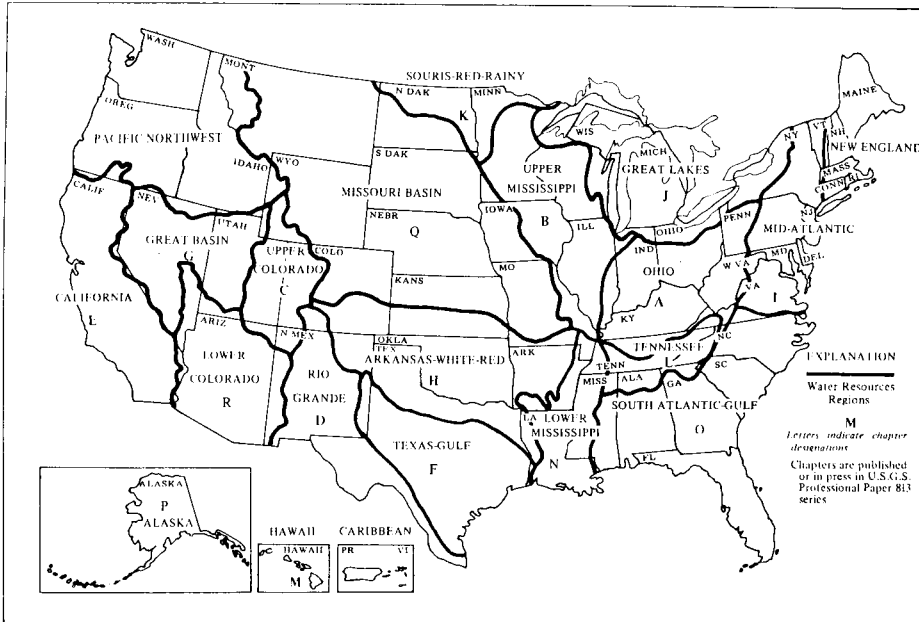 WASH
MONT
SOURIS-RED-RAINY
N DAK
MINN
K
MAINE
OREG
PACIFIC NORTHWEST
IDAHO
WYO
S DAK
WIS
MICH
GREAT LAKES
J
NY
VT
NH
NEW ENGLAND
MASS
CONN
RI
UPPER
MISSISSIPPI
B
MISSOURI BASIN
Q
CALIF
NEV
UTAH
NEBR
IOWA
ILL
IND
OHIO
PENN
NJ
MID-ATLANTIC
MD
DEL
GREAT BASIN
G
UPPER
COLORADO
C
COLO
KANS
MO
OHIO
A
W VA
VA
I
CALIFORNIA
E
KY
ARIZ
N MEX
OKLA
TEX
ARKANSAS-WHITE-RED
H
ARK
TENN
TENNESSEE
L
NC
SC
LOWER
COLORADO
R
RIO
GRANDE
D
MISS
ALA
GA
SOUTH ATLANTIC-GULF
O
LA
LOWER
MISSISSIPPI
N
TEXAS-GULF
F
FL
EXPLANATION
Water Resources
Regions
M
Letters indicate chapter
designations
Chapters are published
or in press in U.S.G.S.
Professional Paper 813
series
ALASKA
P
ALASKA
HAWAII
HAWAII
M
CARIBBEAN
PR
VI